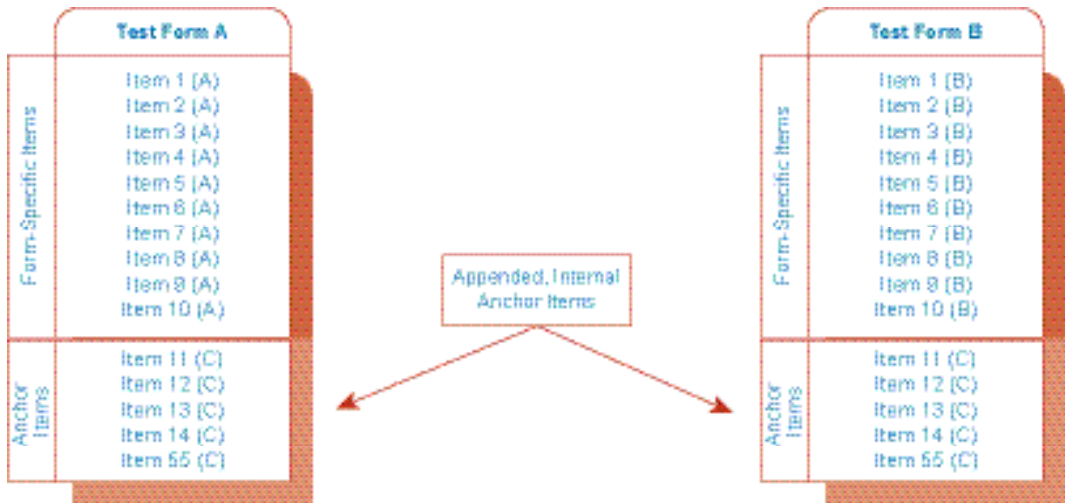 Test Form A
Form-Specific Items
Item 1 (A)
Item 2 (A)
Item 3 (A)
Item 4 (A)
Item 5 (A)
Item 6 (A)
Item 7 (A)
Item 8 (A)
Item 9 (A)
Item 10 (A)
Anchor
Items
Item 11 (C)
Item 12 (C)
Item 13 (C)
Item 14 (C)
Item 55 (C)
Appended, Internal
Anchor Items
Test Form B
Form-Specific Items
Item 1 (B)
Item 2 (B)
Item 3 (B)
Item 4 (B)
Item 5 (B)
Item 6 (B)
Item 7 (B)
Item 8 (B)
Item 9 (B)
Item 10 (B)
Anchor
Items
Item 11 (C)
Item 12 (C)
Item 13 (C)
Item 14 (C)
Item 55 (C)